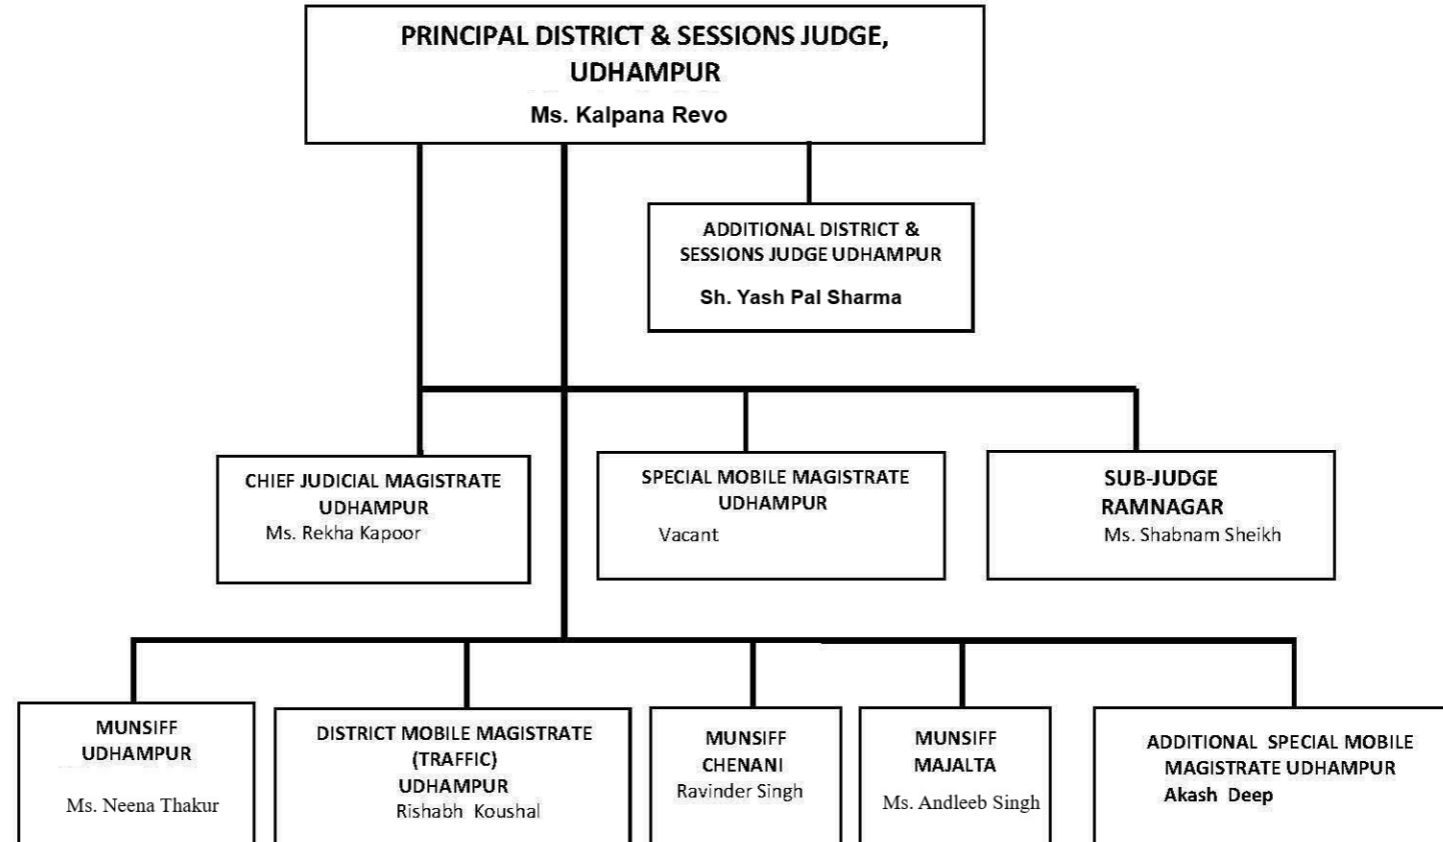 PRINCIPAL DISTRICT & SESSIONS JUDGE,
UDHAMPUR
Ms. Kalpana Revo
ADDITIONAL DISTRICT &
SESSIONS JUDGE UDHAMPUR
Sh. Yash Pal Sharma
CHIEF JUDICIAL MAGISTRATE
UDHAMPUR
Ms. Rekha Kapoor
SPECIAL MOBILE MAGISTRATE
UDHAMPUR
Vacant
SUB-JUDGE
RAMNAGAR
Ms. Shabnam Sheikh
MUNSIFF
UDHAMPUR
Ms. Neena Thakur
DISTRICT MOBILE MAGISTRATE
(TRAFFIC)
UDHAMPUR
Rishabh Koushal
MUNSIFF
CHENANI
Ravinder Singh
MUNSIFF
MAJALTA
Ms. Andleeb Singh
ADDITIONAL SPECIAL MOBILE
MAGISTRATE UDHAMPUR
Akash Deep